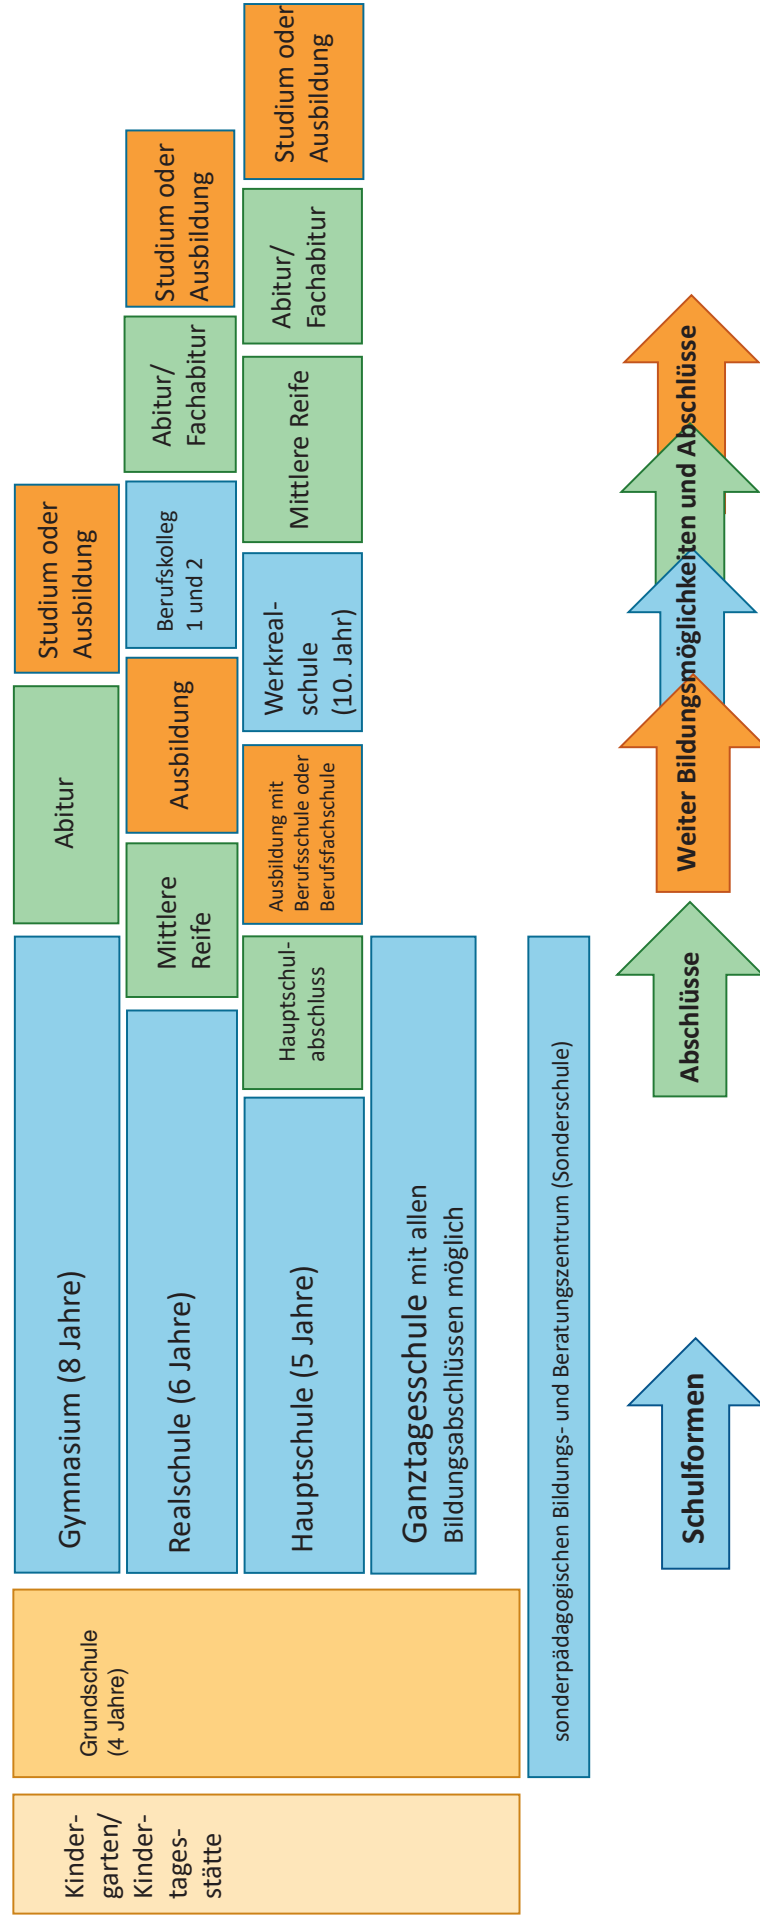 Kinder-
garten/
Kinder-
tages-
stätte
Grundschule
(4 Jahre)
Gymnasium (8 Jahre)
Abitur
Studium oder
Ausbildung
Realschule (6 Jahre)
Mittlere
Reife
Ausbildung
Berufskolleg
1 und 2
Abitur/
Fachabitur
Studium oder
Ausbildung
Hauptschule (5 Jahre)
Hauptschul-
abschluss
Ausbildung mit
Berufsschule oder
Berufsfachschule
Werkreal-
schule
(10. Jahr)
Mittlere Reife
Abitur/
Fachabitur
Studium oder
Ausbildung
Ganztagesschule mit allen
Bildungsabschlüssen möglich
sonderpädagogischen Bildungs- und Beratungszentrum (Sonderschule)
Schulformen
Abschlüsse
Weiter Bildungsmöglichkeiten und Abschlüsse